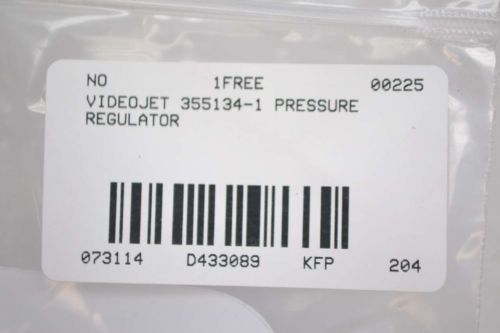 NO 1FREE 00225
VIDEOJET 355134-1 PRESSURE
REGULATOR
073114 D433089 KFP 204